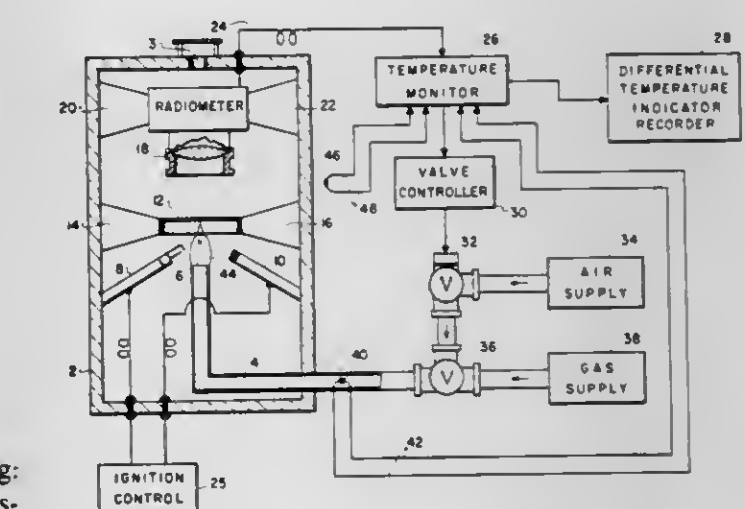 24
3
26
28
TEMPERATURE
MONITOR
DIFFERENTIAL
TEMPERATURE
INDICATOR
RECORDER
20
RADIOMETER
22
18
46
48
VALVE
CONTROLLER
30
12
14
16
32
34
AIR
SUPPLY
8
6
44
10
2
4
40
36
38
GAS
SUPPLY
42
g:
s-
IGNITION
CONTROL
25